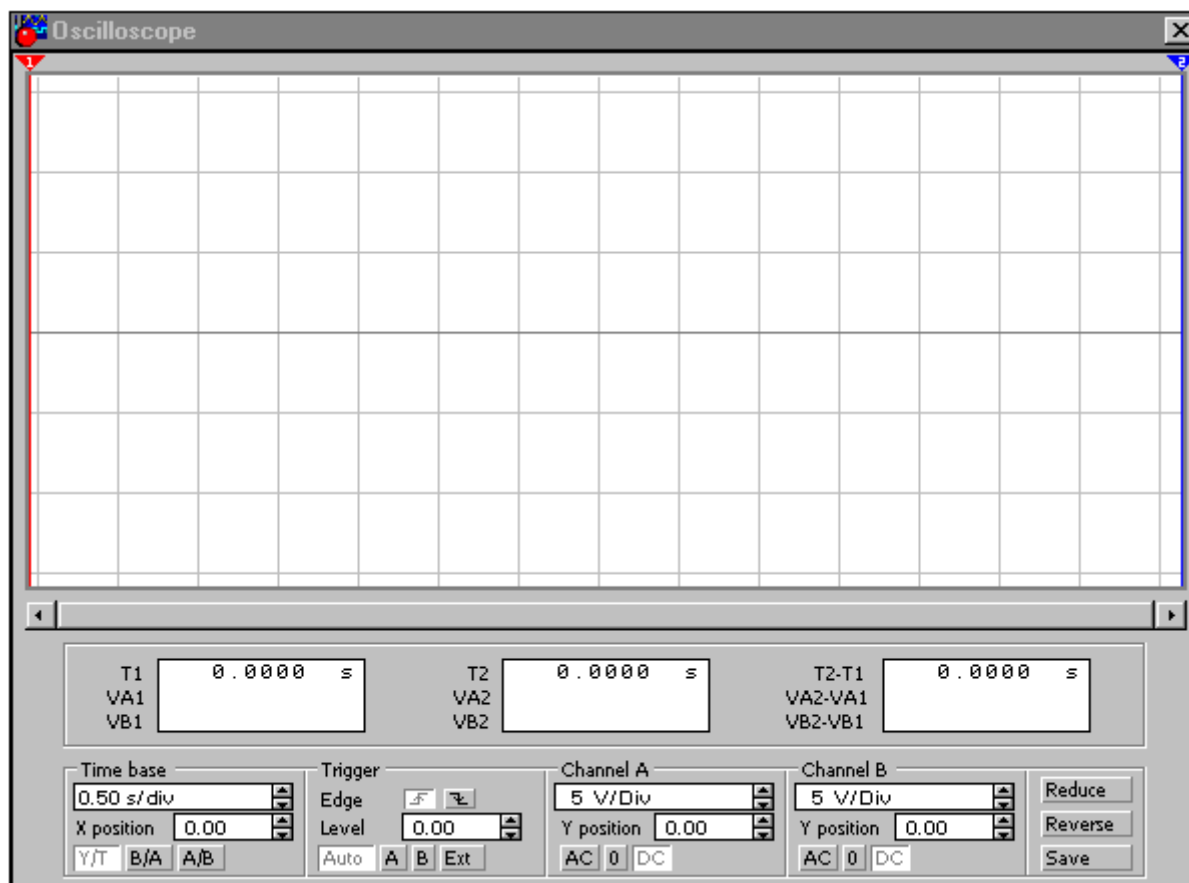 Oscilloscope
1 2
T1 0.0000 s T2 0.0000 s T2-T1 0.0000 s
VA1 VA2 VA2-VA1
VB1 VB2 VB2-VB1
Time base Trigger Channel A Channel B
0.50 s/div Edge 5 V/Div 5 V/Div Reduce
X position 0.00 Level 0.00 Y position 0.00 Y position 0.00 Reverse
Y/T B/A A/B Auto A B Ext AC 0 DC AC 0 DC Save